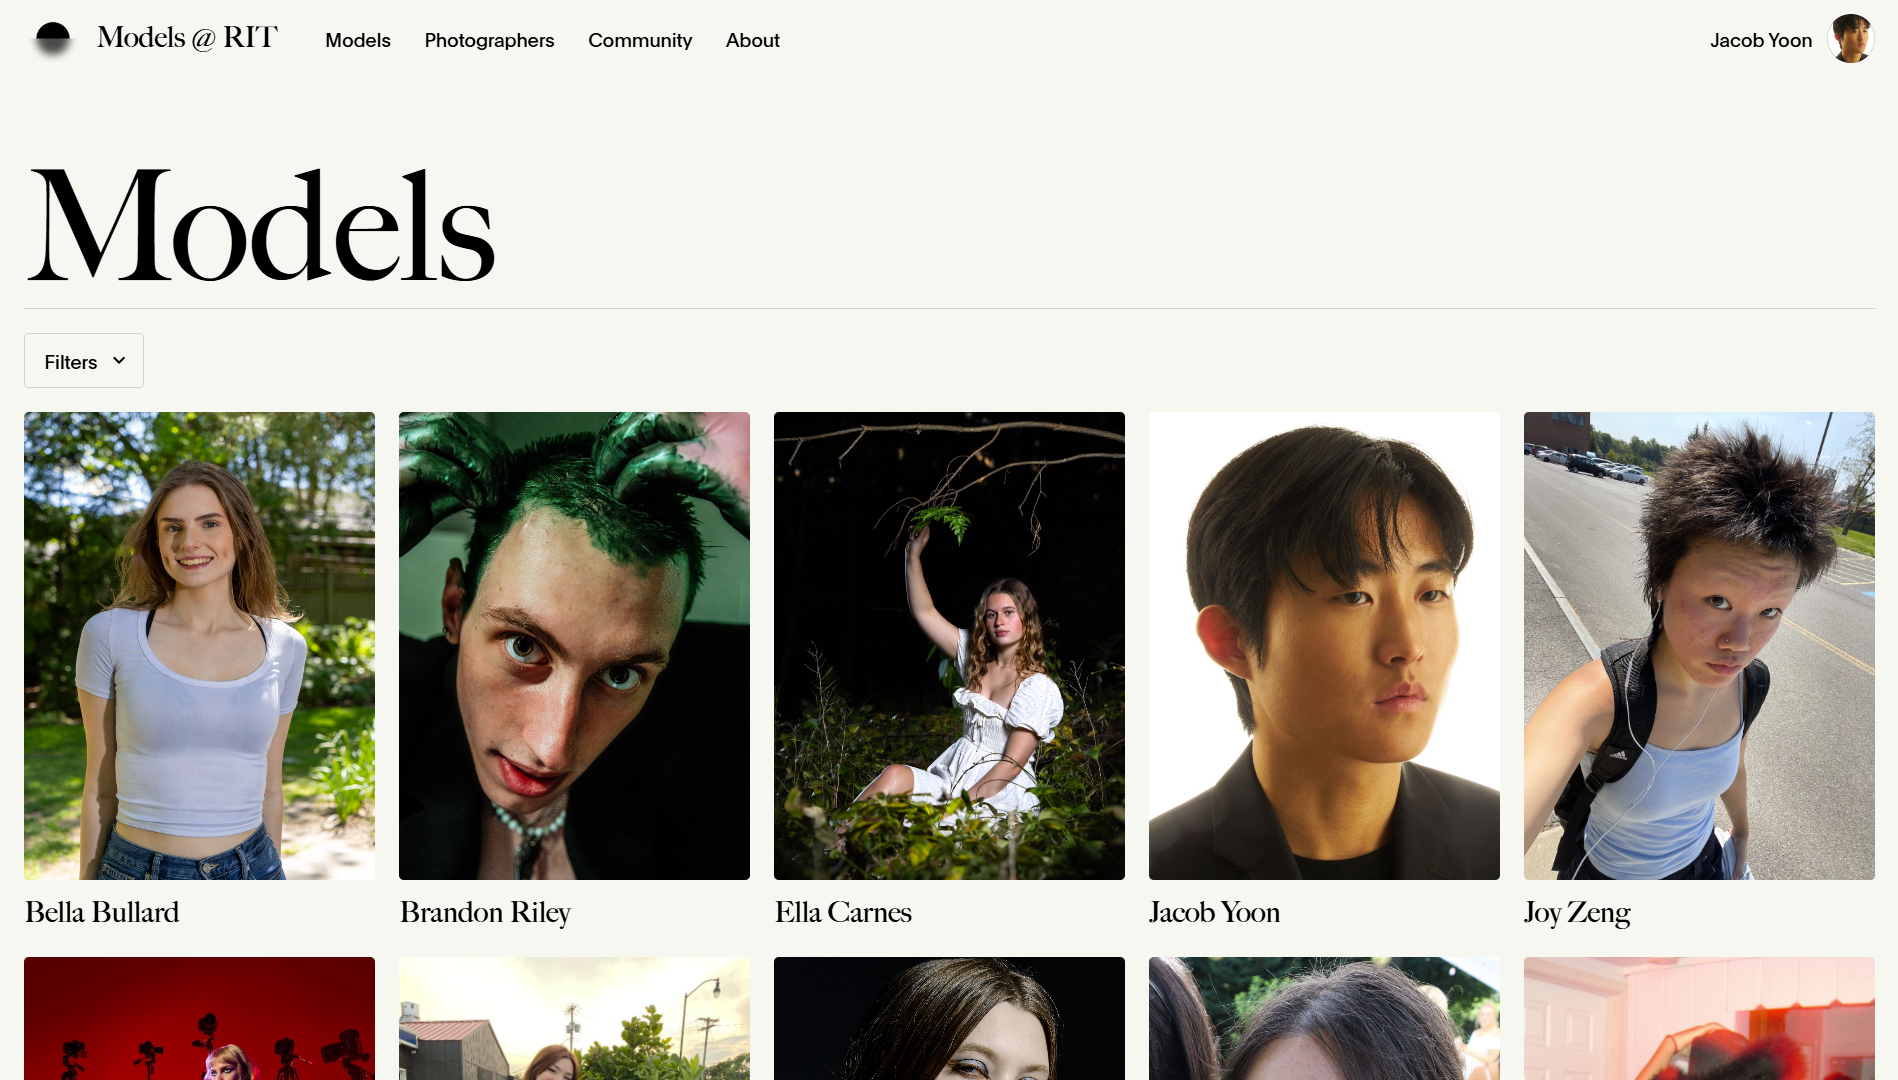 Models @ RIT
Models
Photographers
Community
About
Jacob Yoon
Models
Filters
Bella Bullard
Brandon Riley
Ella Carnes
Jacob Yoon
Joy Zeng